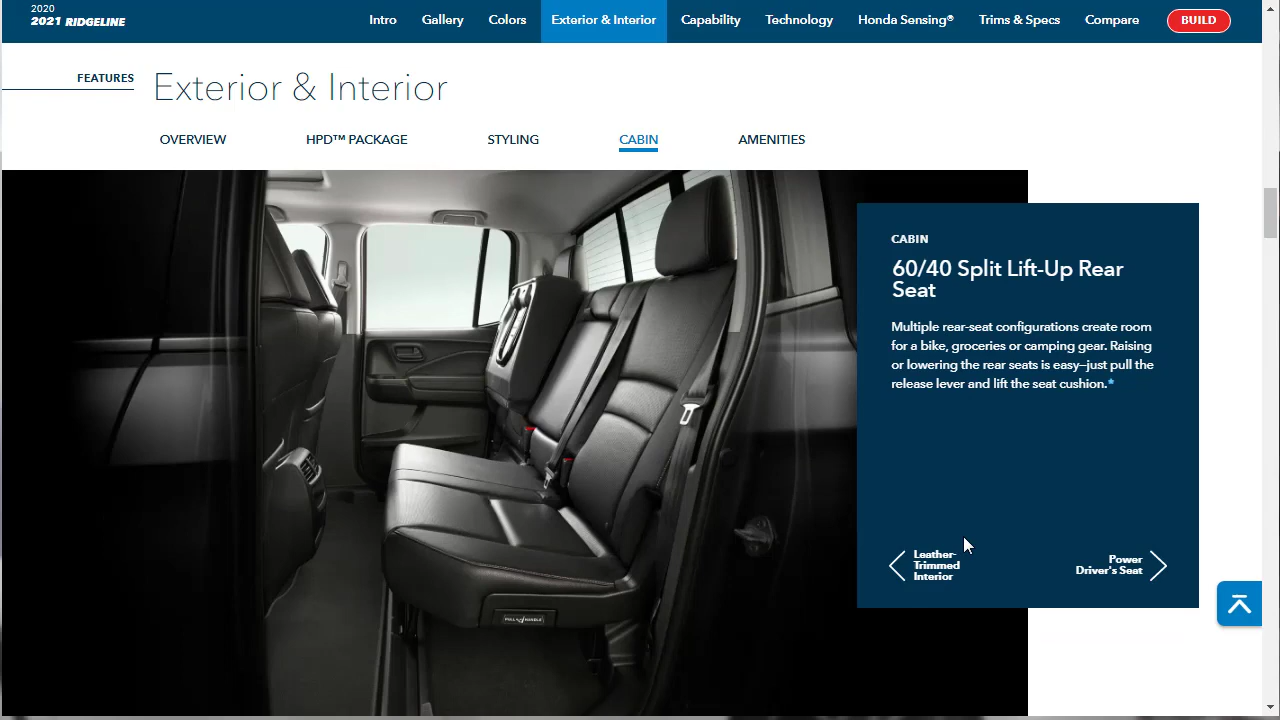 2020
2021 RIDGELINE
Intro
Gallery
Colors
Exterior & Interior
Capability
Technology
Honda Sensing®
Trims & Specs
Compare
BUILD
FEATURES
Exterior & Interior
OVERVIEW
HPD™ PACKAGE
STYLING
CABIN
AMENITIES
CABIN
60/40 Split Lift-Up Rear
Seat
Multiple rear-seat configurations create room
for a bike, groceries or camping gear. Raising
or lowering the rear seats is easy–just pull the
release lever and lift the seat cushion.*
Leather-
Trimmed
Interior
Power
Driver's Seat